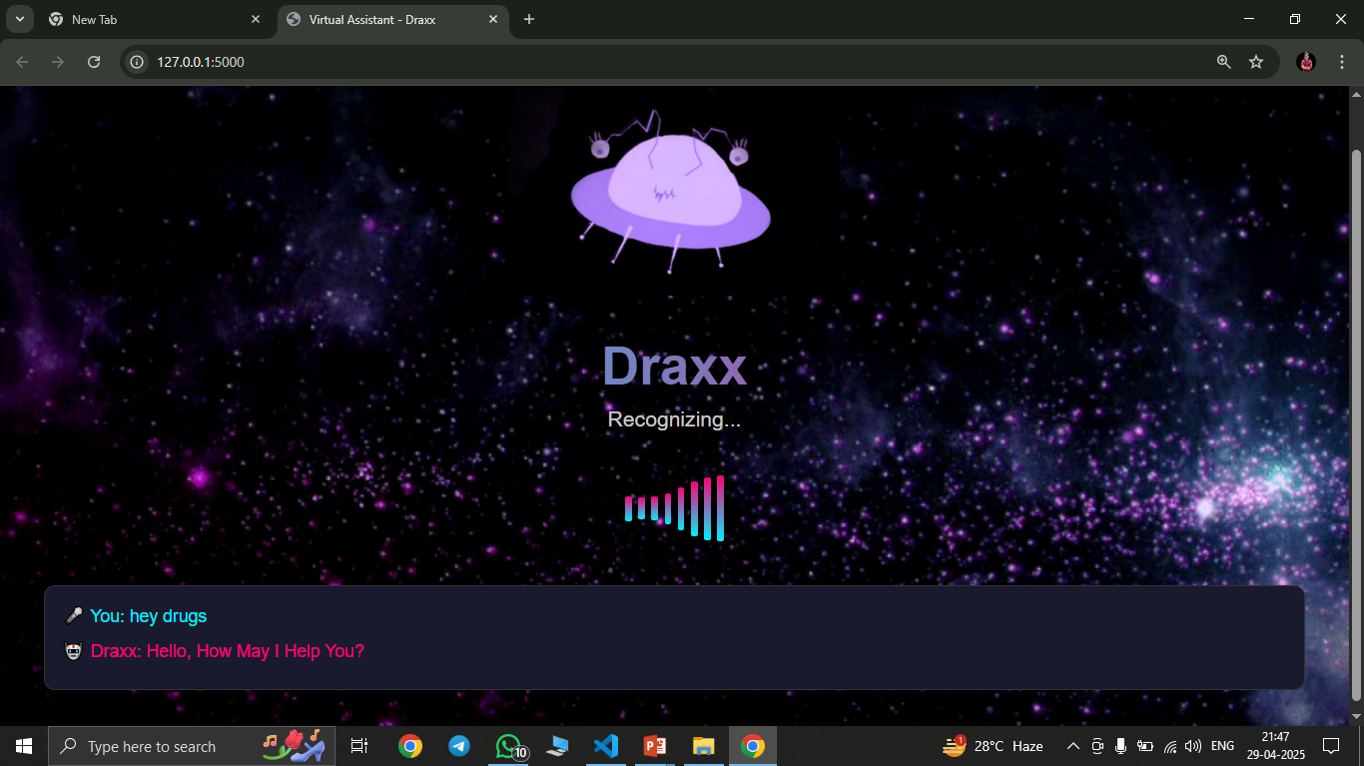 New Tab
Virtual Assistant - Draxx
127.0.0.1:5000
Draxx
Recognizing...
You: hey drugs
Draxx: Hello, How May I Help You?
Type here to search
10
1
28°C Haze
ENG
21:47
29-04-2025